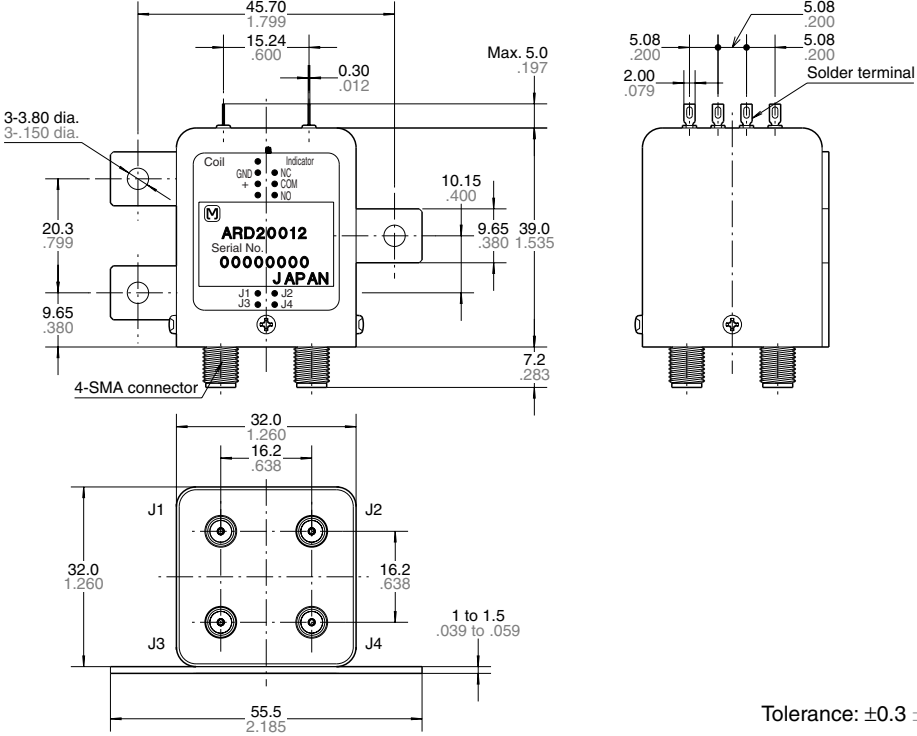 45.70
1.799
15.24
.600
0.30
.012
Max. 5.0
.197
3-3.80 dia.
3-.150 dia.
Coil
Indicator
GND
NC
+
COM
NO
M
ARD20012
Serial No.
00000000
JAPAN
J1
J2
J3
J4
20.3
.799
9.65
.380
10.15
.400
9.65
.380
39.0
1.535
7.2
.283
4-SMA connector
5.08
.200
5.08
.200
5.08
.200
2.00
.079
Solder terminal
32.0
1.260
16.2
.638
J1
J2
32.0
1.260
16.2
.638
J3
J4
1 to 1.5
.039 to .059
55.5
2.185
Tolerance: ±0.3 ±